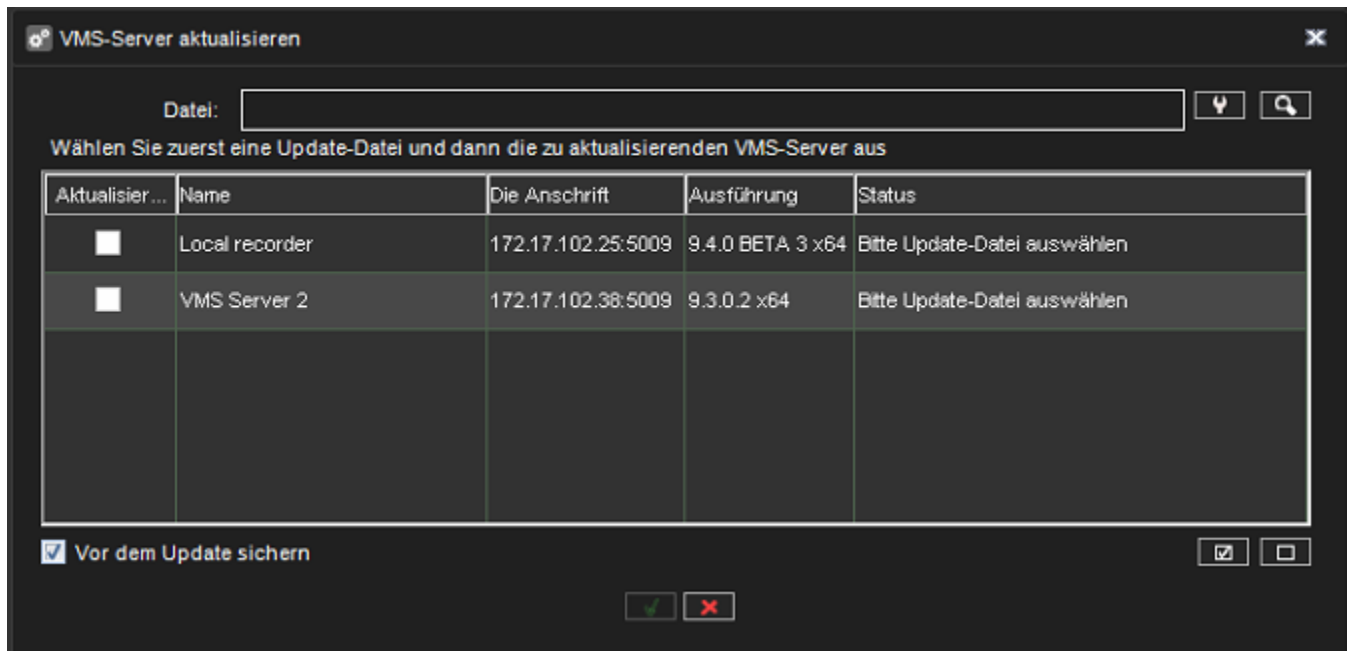 VMS-Server aktualisieren
Datei:
Wählen Sie zuerst eine Update-Datei und dann die zu aktualisierenden VMS-Server aus
Aktualisier... Name Die Anschrift Ausführung Status
Local recorder 172.17.102.25:5009 9.4.0 BETA 3 x64 Bitte Update-Datei auswählen
VMS Server 2 172.17.102.38:5009 9.3.0.2 x64 Bitte Update-Datei auswählen
Vor dem Update sichern